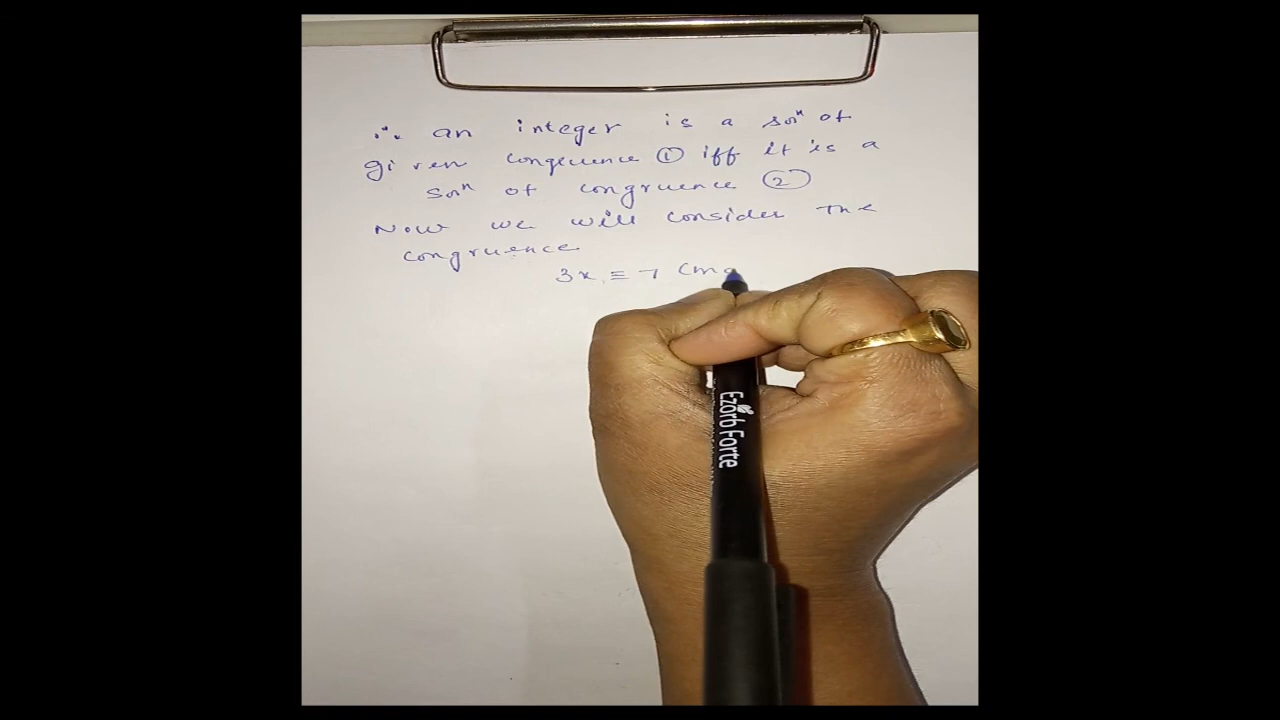 ∴ an integer is a solⁿ of
given congruence ① iff it is a
solⁿ of congruence ②
Now we will consider the
congruence
3x ≡ 7 (mo
Ezorb Forte